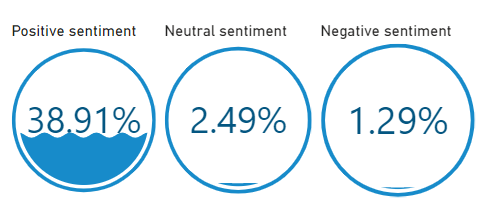 Positive sentiment Neutral sentiment Negative sentiment
38.91% 2.49% 1.29%